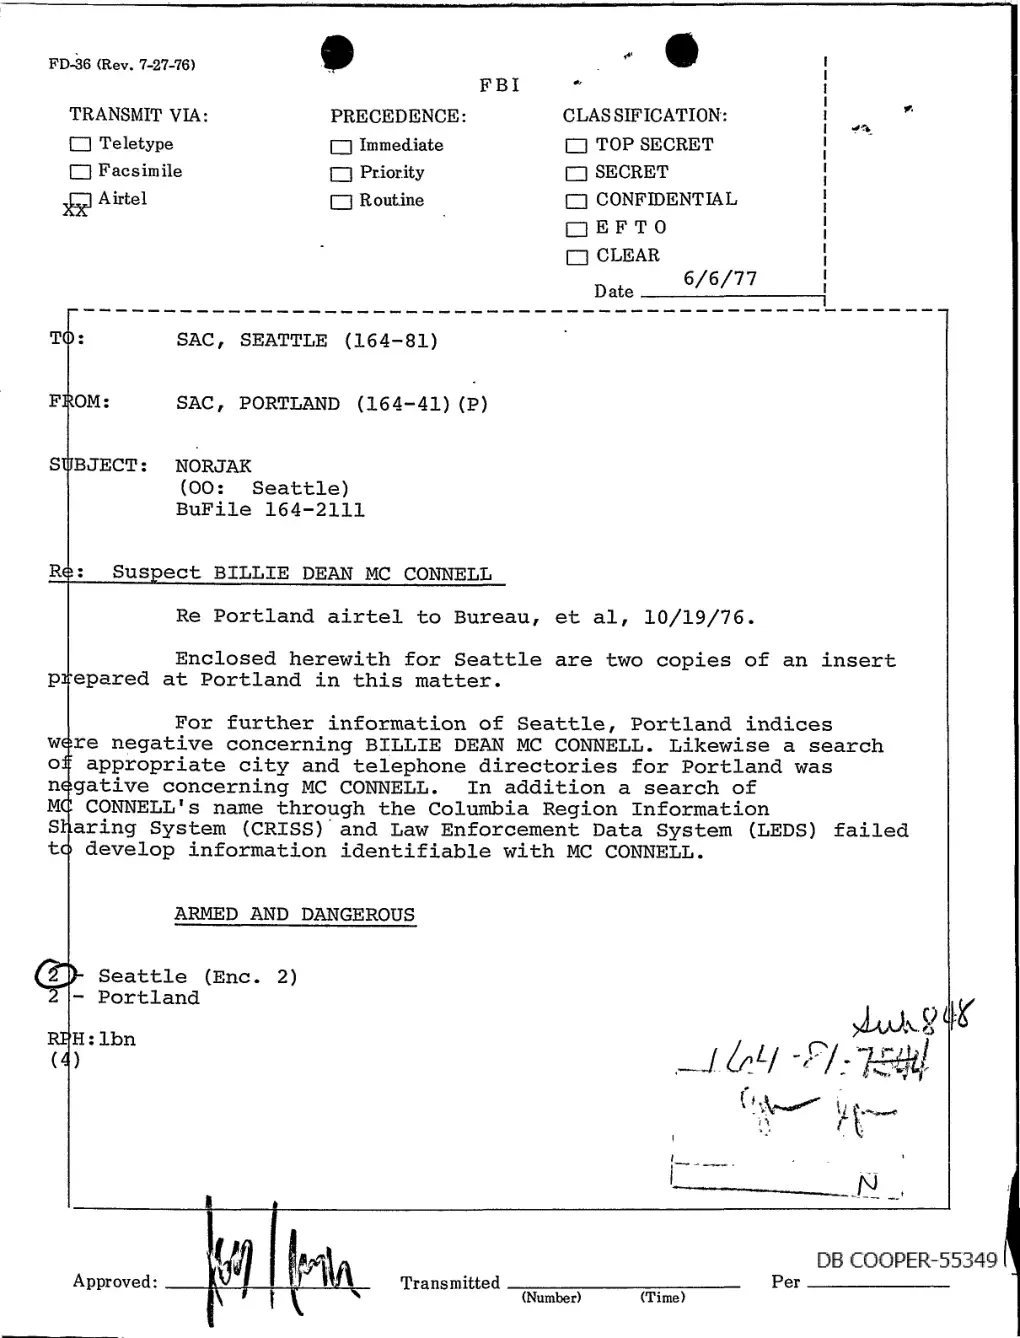 FD-36 (Rev. 7-27-76)
FBI
TRANSMIT VIA:
Teletype
Facsimile
Airtel
XX
PRECEDENCE:
Immediate
Priority
Routine
CLASSIFICATION:
TOP SECRET
SECRET
CONFIDENTIAL
E F T O
CLEAR
Date 6/6/77
TO: SAC, SEATTLE (164-81)
FROM: SAC, PORTLAND (164-41)(P)
SUBJECT: NORJAK
(OO: Seattle)
BuFile 164-2111
Re: Suspect BILLIE DEAN MC CONNELL
Re Portland airtel to Bureau, et al, 10/19/76.
Enclosed herewith for Seattle are two copies of an insert
prepared at Portland in this matter.
For further information of Seattle, Portland indices
were negative concerning BILLIE DEAN MC CONNELL. Likewise a search
of appropriate city and telephone directories for Portland was
negative concerning MC CONNELL. In addition a search of
MC CONNELL's name through the Columbia Region Information
Sharing System (CRISS) and Law Enforcement Data System (LEDS) failed
to develop information identifiable with MC CONNELL.
ARMED AND DANGEROUS
2 - Seattle (Enc. 2)
2 - Portland
RPH:lbn
(4)
Sub 848
164-81-7544
N
DB COOPER-55349
Approved: Transmitted Per
(Number) (Time)